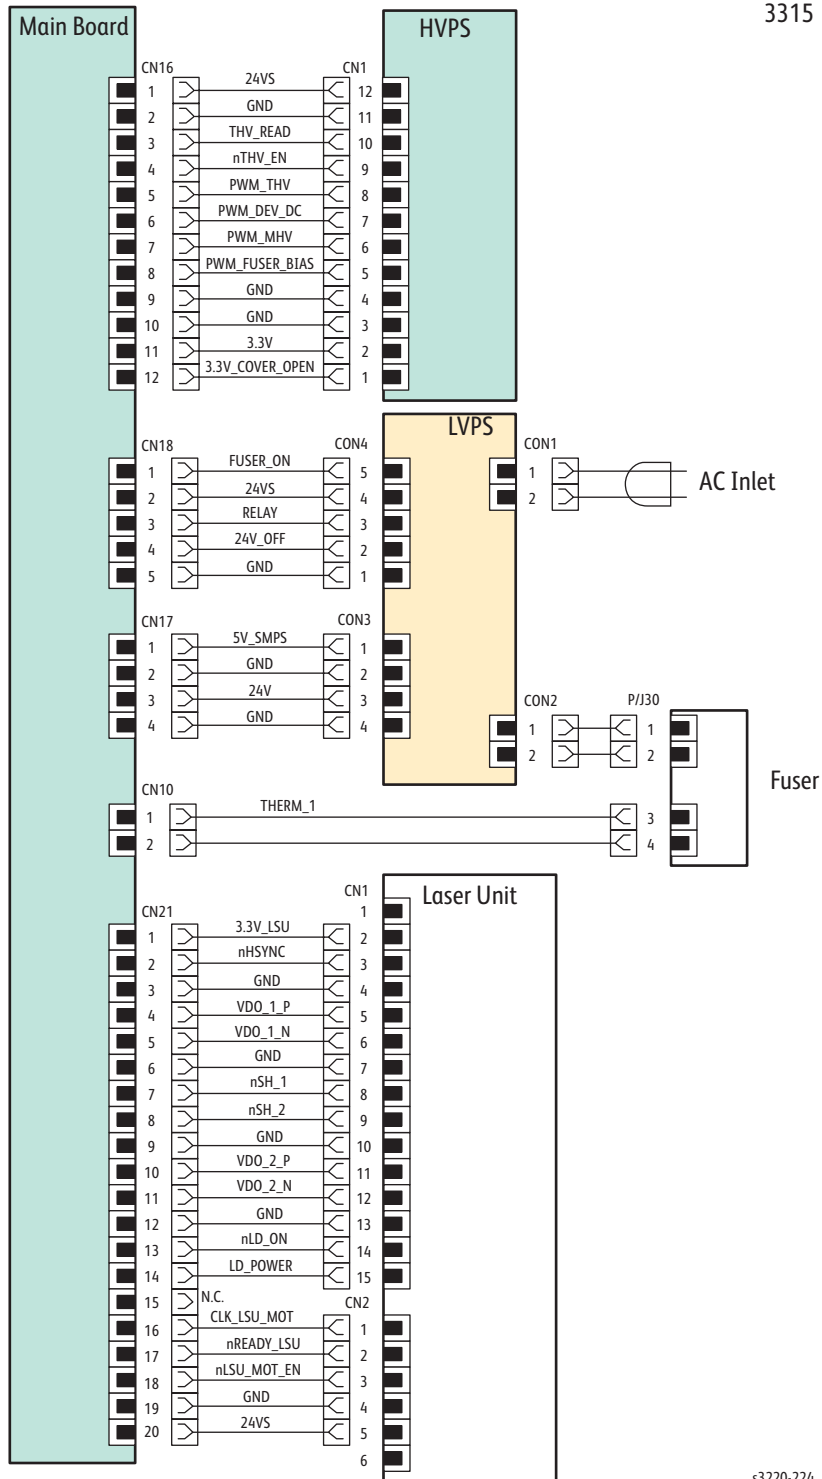 3315
Main Board
HVPS
CN16 CN1
1 24VS 12
2 GND 11
3 THV_READ 10
4 nTHV_EN 9
5 PWM_THV 8
6 PWM_DEV_DC 7
7 PWM_MHV 6
8 PWM_FUSER_BIAS 5
9 GND 4
10 GND 3
11 3.3V 2
12 3.3V_COVER_OPEN 1
LVPS
CN18 CON4
1 FUSER_ON 5
2 24VS 4
3 RELAY 3
4 24V_OFF 2
5 GND 1
CON1
1
2
AC Inlet
CN17 CON3
1 5V_SMPS 1
2 GND 2
3 24V 3
4 GND 4
CON2 P/J30
1 1
2 2
Fuser
CN10
1 THERM_1 3
2 4
Laser Unit
CN21 CN1
1
1 3.3V_LSU 2
2 nHSYNC 3
3 GND 4
4 VDO_1_P 5
5 VDO_1_N 6
6 GND 7
7 nSH_1 8
8 nSH_2 9
9 GND 10
10 VDO_2_P 11
11 VDO_2_N 12
12 GND 13
13 nLD_ON 14
14 LD_POWER 15
15 N.C.
CN2
16 CLK_LSU_MOT 1
17 nREADY_LSU 2
18 nLSU_MOT_EN 3
19 GND 4
20 24VS 5
6
s3220-224